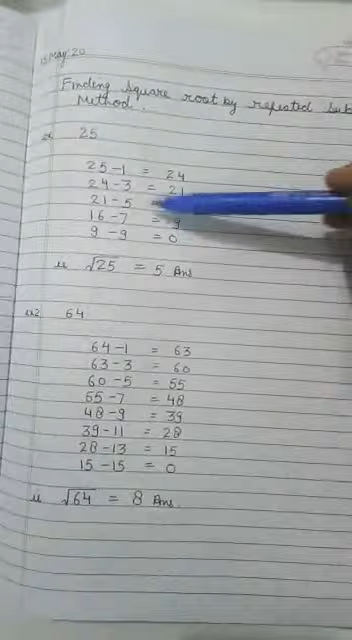 15 May 20
Finding square root by repeated Sub
Method.
25
25 - 1 = 24
24 - 3 = 21
21 - 5
16 - 7 = 9
9 - 9 = 0
√25 = 5 Ans
64
64 - 1 = 63
63 - 3 = 60
60 - 5 = 55
55 - 7 = 48
48 - 9 = 39
39 - 11 = 28
28 - 13 = 15
15 - 15 = 0
√64 = 8 Ans.